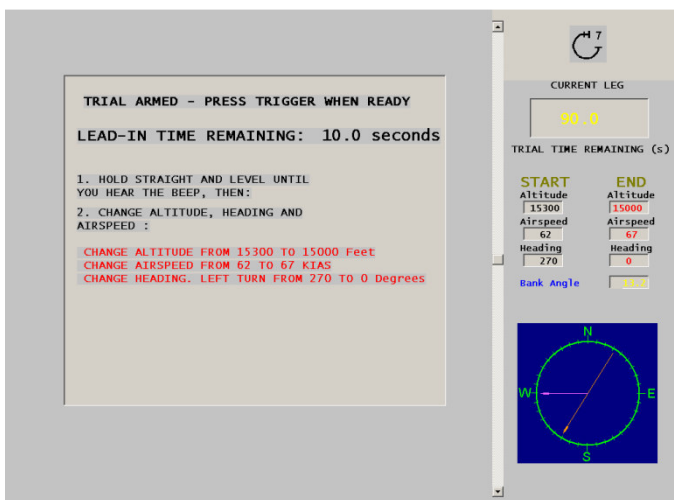 TRIAL ARMED - PRESS TRIGGER WHEN READY
LEAD-IN TIME REMAINING: 10.0 seconds
1. HOLD STRAIGHT AND LEVEL UNTIL
YOU HEAR THE BEEP, THEN:
2. CHANGE ALTITUDE, HEADING AND
AIRSPEED :
CHANGE ALTITUDE FROM 15300 TO 15000 Feet
CHANGE AIRSPEED FROM 62 TO 67 KIAS
CHANGE HEADING. LEFT TURN FROM 270 TO 0 Degrees
H 7
CURRENT LEG
90.0
TRIAL TIME REMAINING (s)
START END
Altitude Altitude
15300 15000
Airspeed Airspeed
62 67
Heading Heading
270 0
Bank Angle
N
W E
S